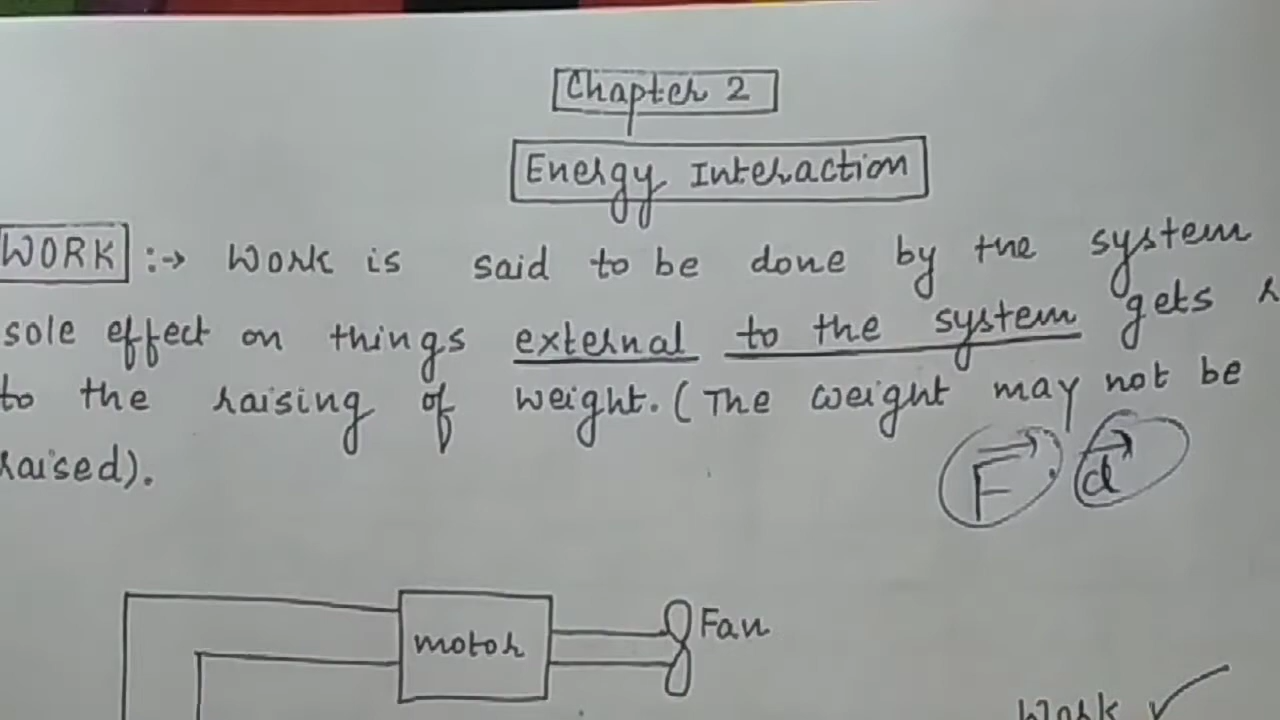 Chapter 2
Energy Interaction
WORK :→ Work is said to be done by the system
sole effect on things external to the system gets
to the raising of weight. (The weight may not be
raised).
F⃗ . d⃗
motor
Fan
Work ✓